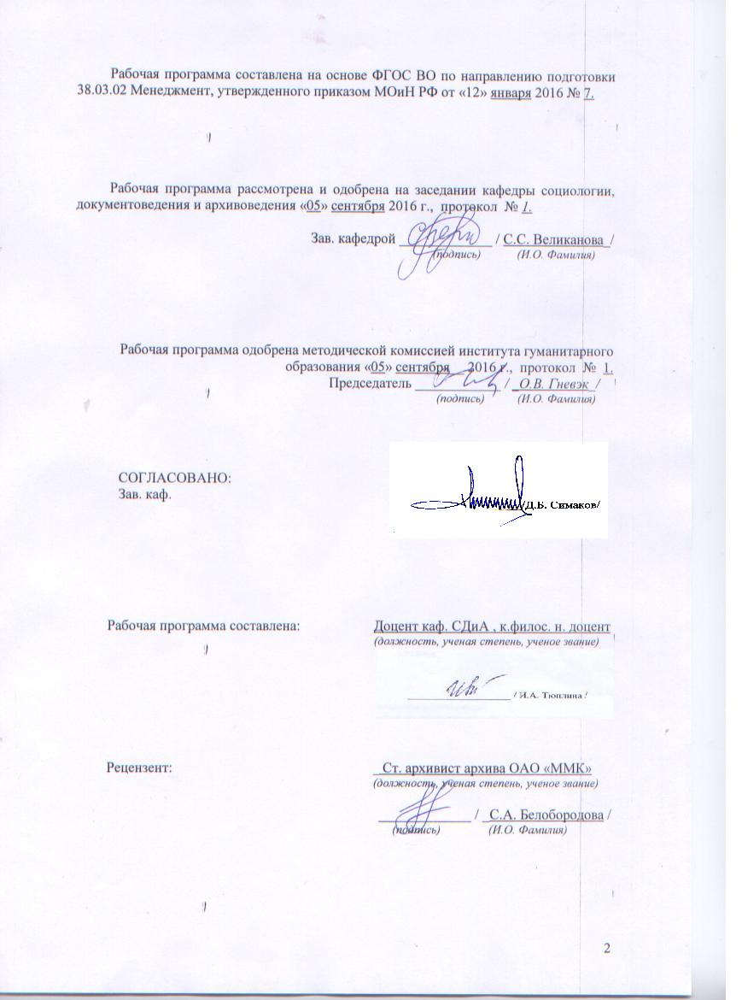 Рабочая программа составлена на основе ФГОС ВО по направлению подготовки
38.03.02 Менеджмент, утвержденного приказом МОиН РФ от «12» января 2016 № 7.
Рабочая программа рассмотрена и одобрена на заседании кафедры социологии,
документоведения и архивоведения «05» сентября 2016 г., протокол № 1.
Зав. кафедрой ____________ / С.С. Великанова /
(подпись) (И.О. Фамилия)
Рабочая программа одобрена методической комиссией института гуманитарного
образования «05» сентября 2016 г., протокол № 1.
Председатель ___________ / О.В. Гневэк /
(подпись) (И.О. Фамилия)
СОГЛАСОВАНО:
Зав. каф.
/Д.Б. Симаков/
Рабочая программа составлена: Доцент каф. СДиА , к.филос. н. доцент
(должность, ученая степень, ученое звание)
____________ / И.А. Тюплина /
Рецензент: Ст. архивист архива ОАО «ММК»
(должность, ученая степень, ученое звание)
____________ / С.А. Белобородова /
(подпись) (И.О. Фамилия)
2